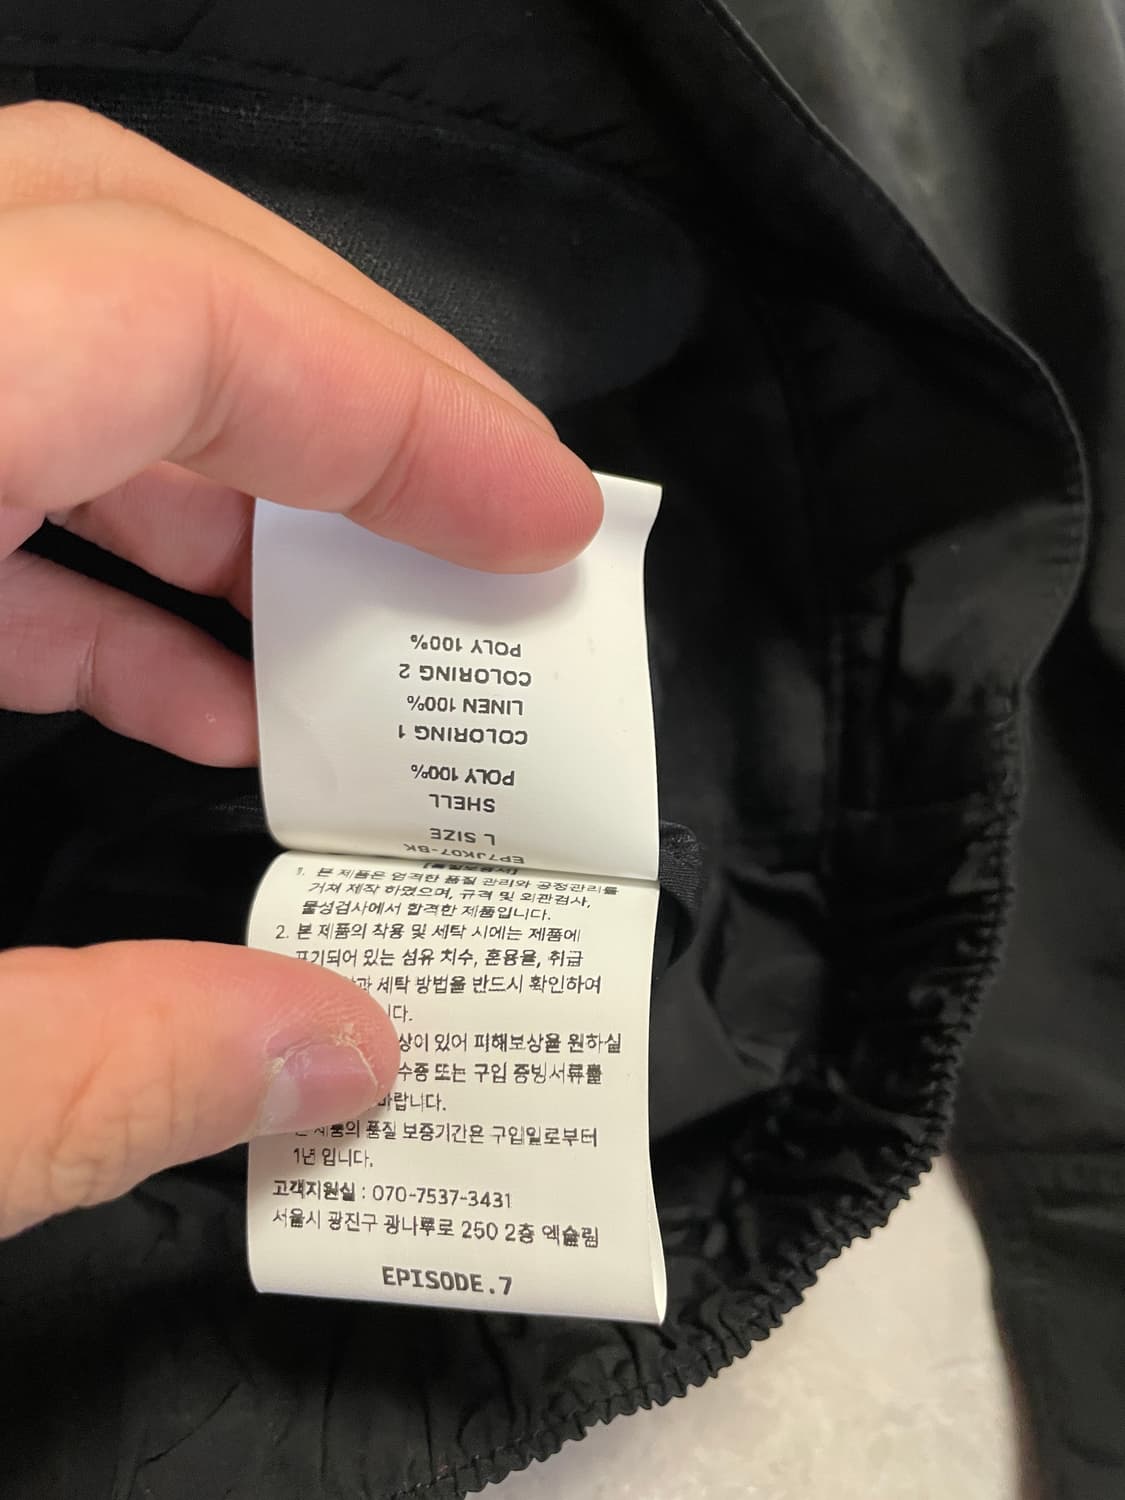 EP7JK07-BK
L SIZE
SHELL
POLY 100%
COLORING 1
LINEN 100%
COLORING 2
POLY 100%
1. 본 제품은 엄격한 품질 관리와 공정관리를
거쳐 제작 하였으며, 규격 및 외관검사,
물성검사에서 합격한 제품입니다.
2. 본 제품의 착용 및 세탁 시에는 제품에
표기되어 있는 섬유 치수, 혼용율, 취급
세탁 방법을 반드시 확인하여
있어 피해보상을 원하실
또는 구입 증빙서류를
제품의 품질 보증기간은 구입일로부터
1년 입니다.
고객지원실 : 070-7537-3431
서울시 광진구 광나루로 250 2층 엑슬림
EPISODE.7